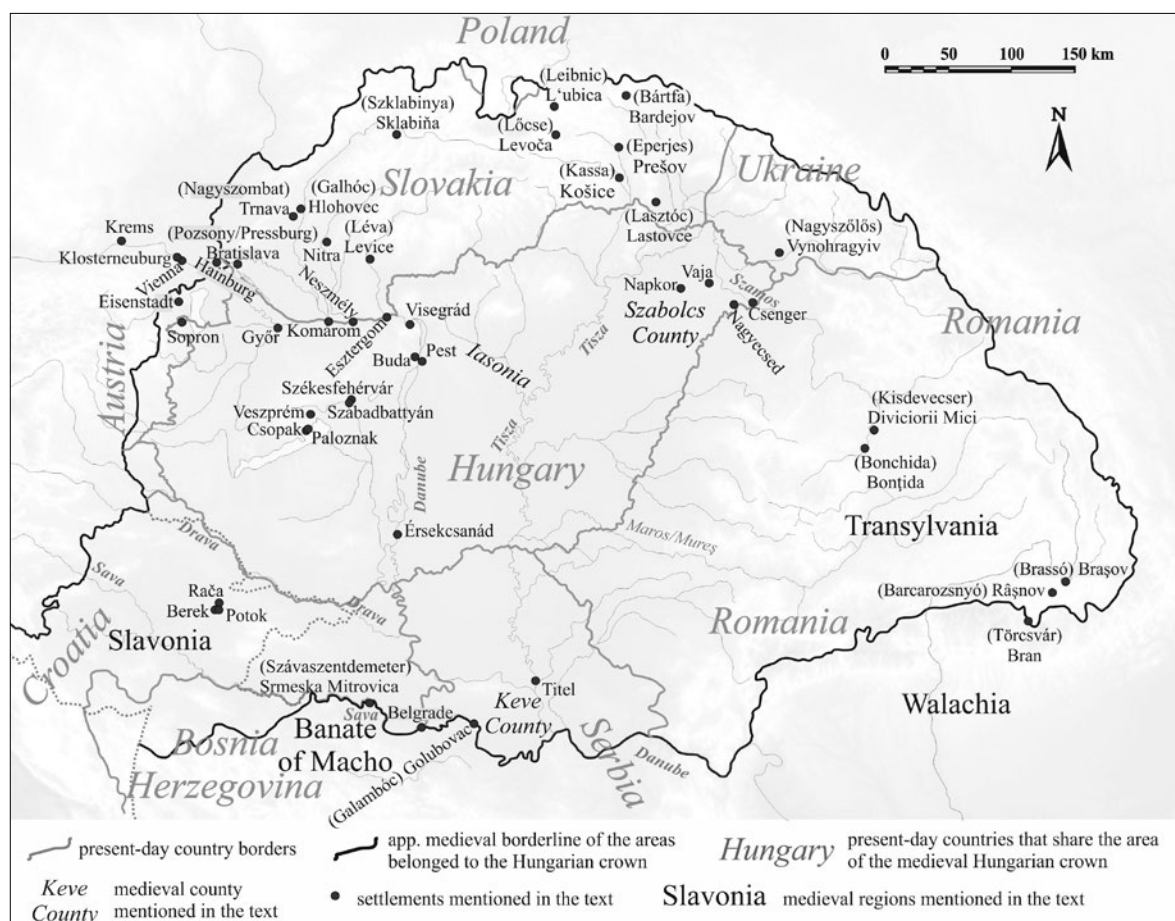 Poland
0 50 100 150 km
N
(Leibnic)
L'ubica
(Bártfa)
Bardejov
(Szklabinya)
Sklabiňa
(Lőcse)
Levoča
(Eperjes)
Prešov
Ukraine
(Kassa)
Košice
Slovakia
(Nagyszombat)
Trnava
(Galhóc)
Hlohovec
(Lasztóc)
Lastovce
Krems
(Pozsony/Pressburg)
Bratislava
(Léva)
Levice
Nitra
(Nagyszőlős)
Vynohragyiv
Klosterneuburg
Vienna
Hainburg
Neszmély
Napkor
Vaja
Szamos
Eisenstadt
Visegrád
Szabolcs
County
Csenger
Romania
Sopron
Győr
Komárom
Esztergom
Tisza
Nagyecsed
Austria
Buda
Pest
Iasonia
Székesfehérvár
Szabadbattyán
Veszprém
Csopak
Paloznak
(Kisdevecser)
Diviciorii Mici
Tisza
Hungary
(Bonchida)
Bonţida
Danube
Érsekcsanád
Transylvania
Maros/Mureş
Drava
Sava
(Brassó) Braşov
(Barcarozsnyó) Râşnov
Rača
Berek
Potok
Drava
Slavonia
Romania
(Törcsvár)
Bran
Croatia
(Szávaszentdemeter)
Srmeska Mitrovica
Titel
Keve
County
Walachia
Sava
Belgrade
Banate
of Macho
Bosnia
Herzegovina
(Galambóc) Golubovac
Serbia
Danube
present-day country borders
app. medieval borderline of the areas
belonged to the Hungarian crown
Hungary
present-day countries that share the area
of the medieval Hungarian crown
Keve
County
medieval county
mentioned in the text
settlements mentioned in the text
Slavonia
medieval regions mentioned in the text